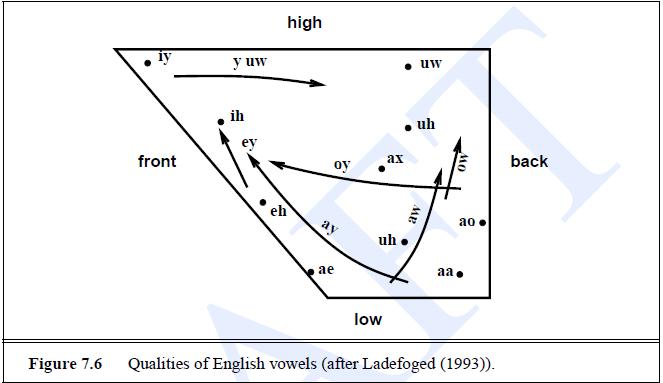 high
iy
y uw
uw
ih
uh
ey
front
oy
ax
ow
back
eh
ay
aw
ao
uh
ae
aa
low
Figure 7.6 Qualities of English vowels (after Ladefoged (1993)).